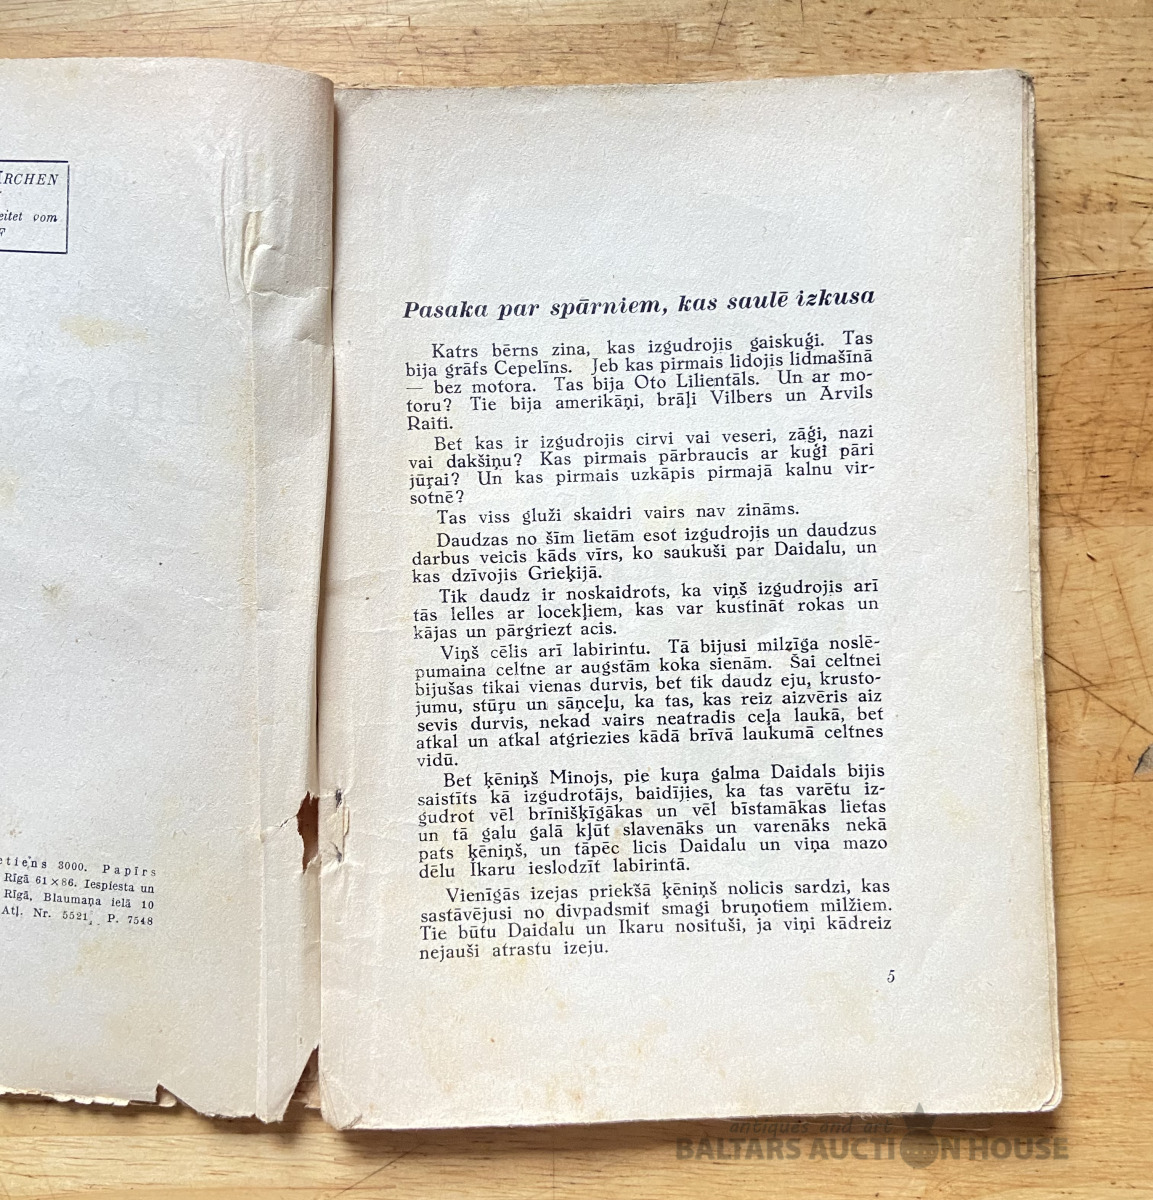 RCHEN
eitet vom
F
etiens 3000. Papīrs
Rīgā 61×86. Iespiesta un
Rīgā, Blaumaņa ielā 10
Atļ. Nr. 5521. P. 7548
Pasaka par spārniem, kas saulē izkusa
Katrs bērns zina, kas izgudrojis gaiskuģi. Tas
bija grāfs Cepelīns. Jeb kas pirmais lidojis lidmašīnā
— bez motora. Tas bija Oto Lilientāls. Un ar mo-
toru? Tie bija amerikāņi, brāļi Vilbers un Arvils
Raiti.
Bet kas ir izgudrojis cirvi vai veseri, zāģi, nazi
vai dakšiņu? Kas pirmais pārbraucis ar kuģi pāri
jūŗai? Un kas pirmais uzkāpis pirmajā kalnu vir-
sotnē?
Tas viss gluži skaidri vairs nav zināms.
Daudzas no šīm lietām esot izgudrojis un daudzus
darbus veicis kāds vīrs, ko saukuši par Daidalu, un
kas dzīvojis Grieķijā.
Tik daudz ir noskaidrots, ka viņš izgudrojis arī
tās lelles ar locekļiem, kas var kustināt rokas un
kājas un pārgriezt acis.
Viņš cēlis arī labirintu. Tā bijusi milzīga noslē-
pumaina celtne ar augstām koka sienām. Šai celtnei
bijušas tikai vienas durvis, bet tik daudz eju, krusto-
jumu, stūŗu un sāņceļu, ka tas, kas reiz aizvēris aiz
sevis durvis, nekad vairs neatradis ceļa laukā, bet
atkal un atkal atgriezies kādā brīvā laukumā celtnes
vidū.
Bet ķēniņš Minojs, pie kuŗa galma Daidals bijis
saistīts kā izgudrotājs, baidījies, ka tas varētu iz-
gudrot vēl brīnišķīgākas un vēl bīstamākas lietas
un tā galu galā kļūt slavenāks un varenāks nekā
pats ķēniņš, un tāpēc licis Daidalu un viņa mazo
dēlu Ikaru ieslodzīt labirintā.
Vienīgās izejas priekšā ķēniņš nolicis sardzi, kas
sastāvējusi no divpadsmit smagi bruņotiem milžiem.
Tie būtu Daidalu un Ikaru nosituši, ja viņi kādreiz
nejauši atrastu izeju.
5
antiques and art
BALTARS AUCTION HOUSE